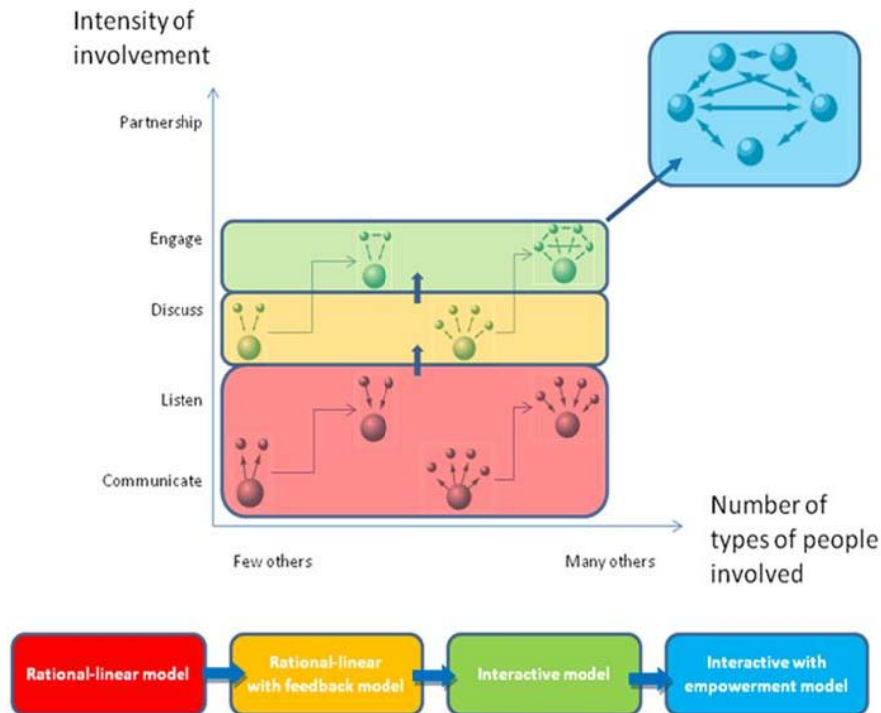 Intensity of
involvement
Partnership
Engage
Discuss
Listen
Communicate
Few others
Many others
Number of
types of people
involved
Rational-linear model
Rational-linear
with feedback model
Interactive model
Interactive with
empowerment model